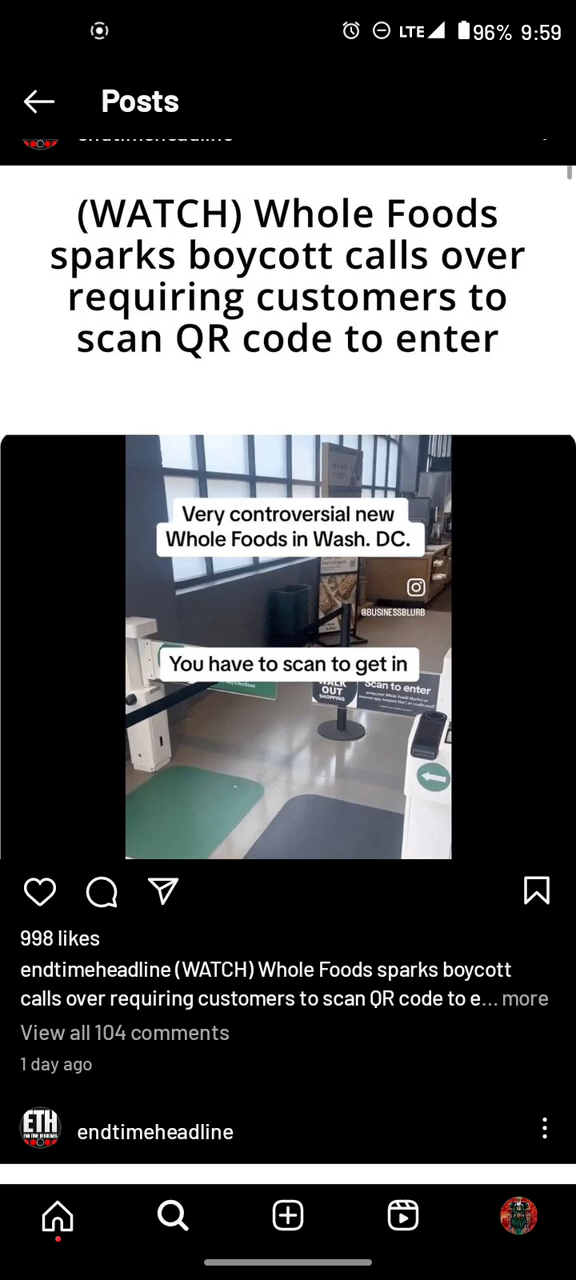 LTE 96% 9:59
Posts
endtimeheadline
(WATCH) Whole Foods
sparks boycott calls over
requiring customers to
scan QR code to enter
Very controversial new
Whole Foods in Wash. DC.
@BUSINESSBLURB
You have to scan to get in
WALK
OUT
SHOPPING
Scan to enter
998 likes
endtimeheadline (WATCH) Whole Foods sparks boycott
calls over requiring customers to scan QR code to e... more
View all 104 comments
1 day ago
ETH
endtimeheadline